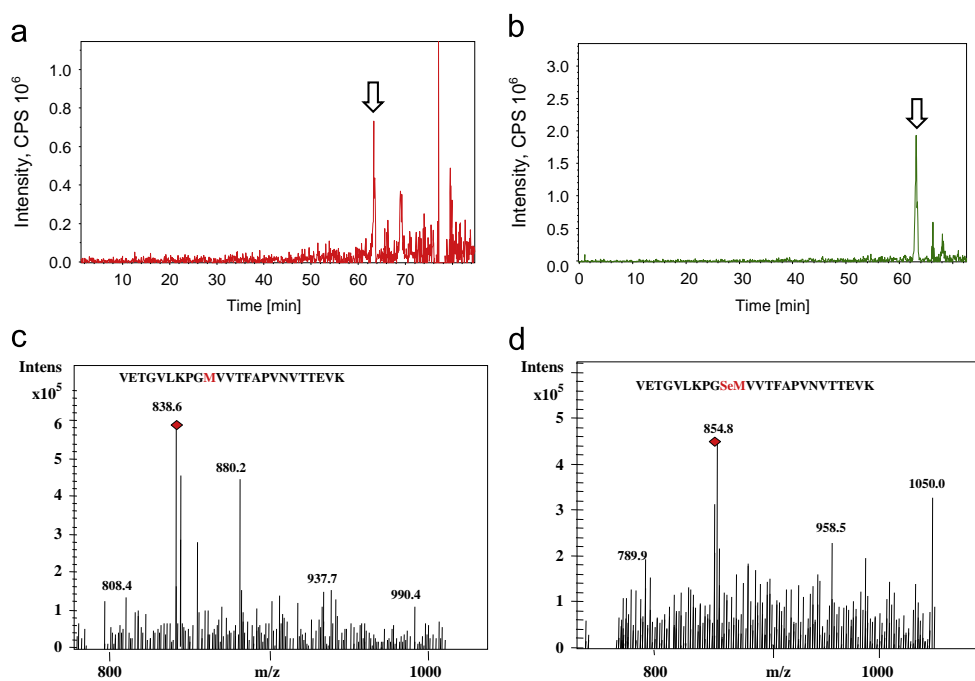 a
Intensity, CPS 10⁶
1.0
0.8
0.6
0.4
0.2
0.0
10 20 30 40 50 60 70
Time [min]
b
Intensity, CPS 10⁶
3.0
2.5
2.0
1.5
1.0
0.5
0.0
0 10 20 30 40 50 60
Time [min]
c
Intens
x10⁵
VETGVLKPGMVVTFAPVNVTTEVK
838.6
880.2
808.4
937.7
990.4
6
5
4
3
2
1
0
800 m/z 1000
d
Intens
x10⁵
VETGVLKPGSeMVVTFAPVNVTTEVK
854.8
1050.0
958.5
789.9
5
4
3
2
1
0
800 m/z 1000